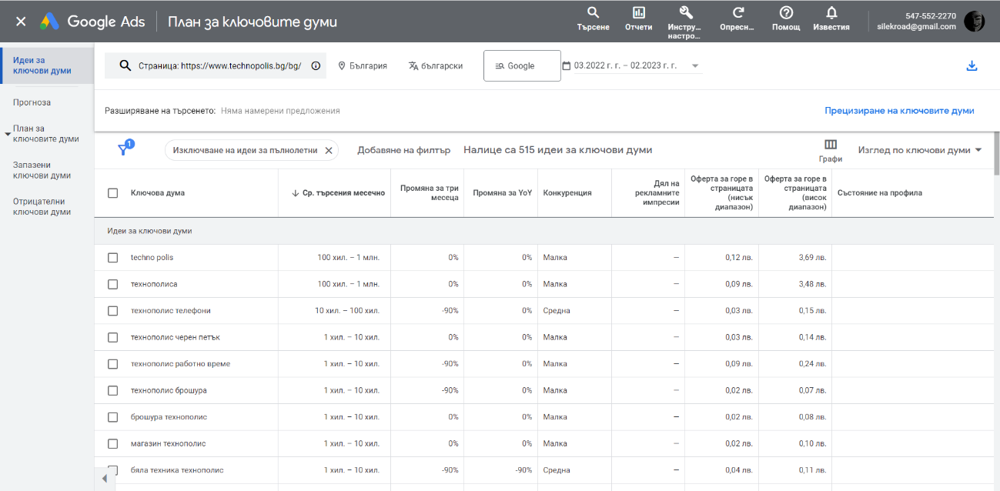 Google Ads
План за ключовите думи
Търсене
Отчети
Инстру...
настро...
Опресн...
Помощ
Известия
547-552-2270
silekroad@gmail.com
Идеи за
ключови думи
Прогноза
План за
ключовите думи
Запазени
ключови думи
Отрицателни
ключови думи
Страница: https://www.technopolis.bg/bg/
България
български
Google
03.2022 г. г. – 02.2023 г. г.
Разширяване на търсенето: Няма намерени предложения
Прецизиране на ключовите думи
1
Изключване на идеи за пълнолетни
Добавяне на филтър
Налице са 515 идеи за ключови думи
Графи
Изглед по ключови думи
Ключова дума
Ср. търсения месечно
Промяна за три
месеца
Промяна за YoY
Конкуренция
Дял на
рекламните
импресии
Оферта за горе в
страницата
(нисък
диапазон)
Оферта за горе в
страницата
(висок
диапазон)
Състояние на профила
Идеи за ключови думи
techno polis 100 хил. – 1 млн. 0% 0% Малка — 0,12 лв. 3,69 лв.
технополиса 100 хил. – 1 млн. 0% 0% Малка — 0,09 лв. 3,48 лв.
технополис телефони 10 хил. – 100 хил. -90% 0% Средна — 0,03 лв. 0,15 лв.
технополис черен петък 1 хил. – 10 хил. 0% 0% Малка — 0,03 лв. 0,14 лв.
технополис работно време 1 хил. – 10 хил. -90% 0% Малка — 0,09 лв. 0,24 лв.
технополис брошура 1 хил. – 10 хил. -90% 0% Малка — 0,02 лв. 0,07 лв.
брошура технополис 1 хил. – 10 хил. 0% 0% Малка — 0,02 лв. 0,08 лв.
магазин технополис 1 хил. – 10 хил. 0% 0% Малка — 0,02 лв. 0,10 лв.
бяла техника технополис 1 хил. – 10 хил. -90% -90% Средна — 0,04 лв. 0,11 лв.